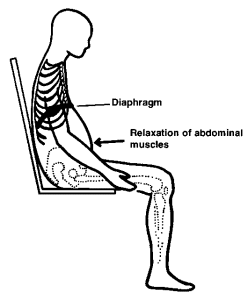 Diaphragm
Relaxation of abdominal
muscles